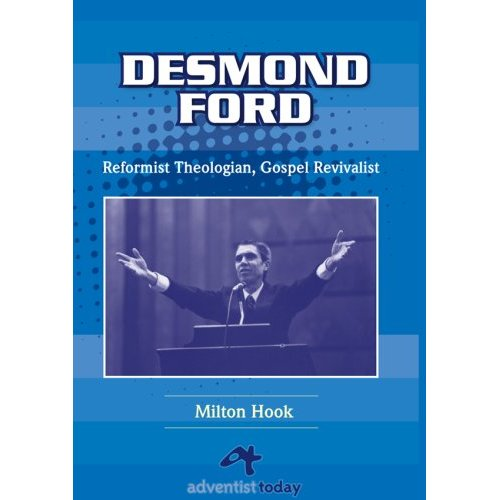 DESMOND
FORD
Reformist Theologian, Gospel Revivalist
Milton Hook
adventist today